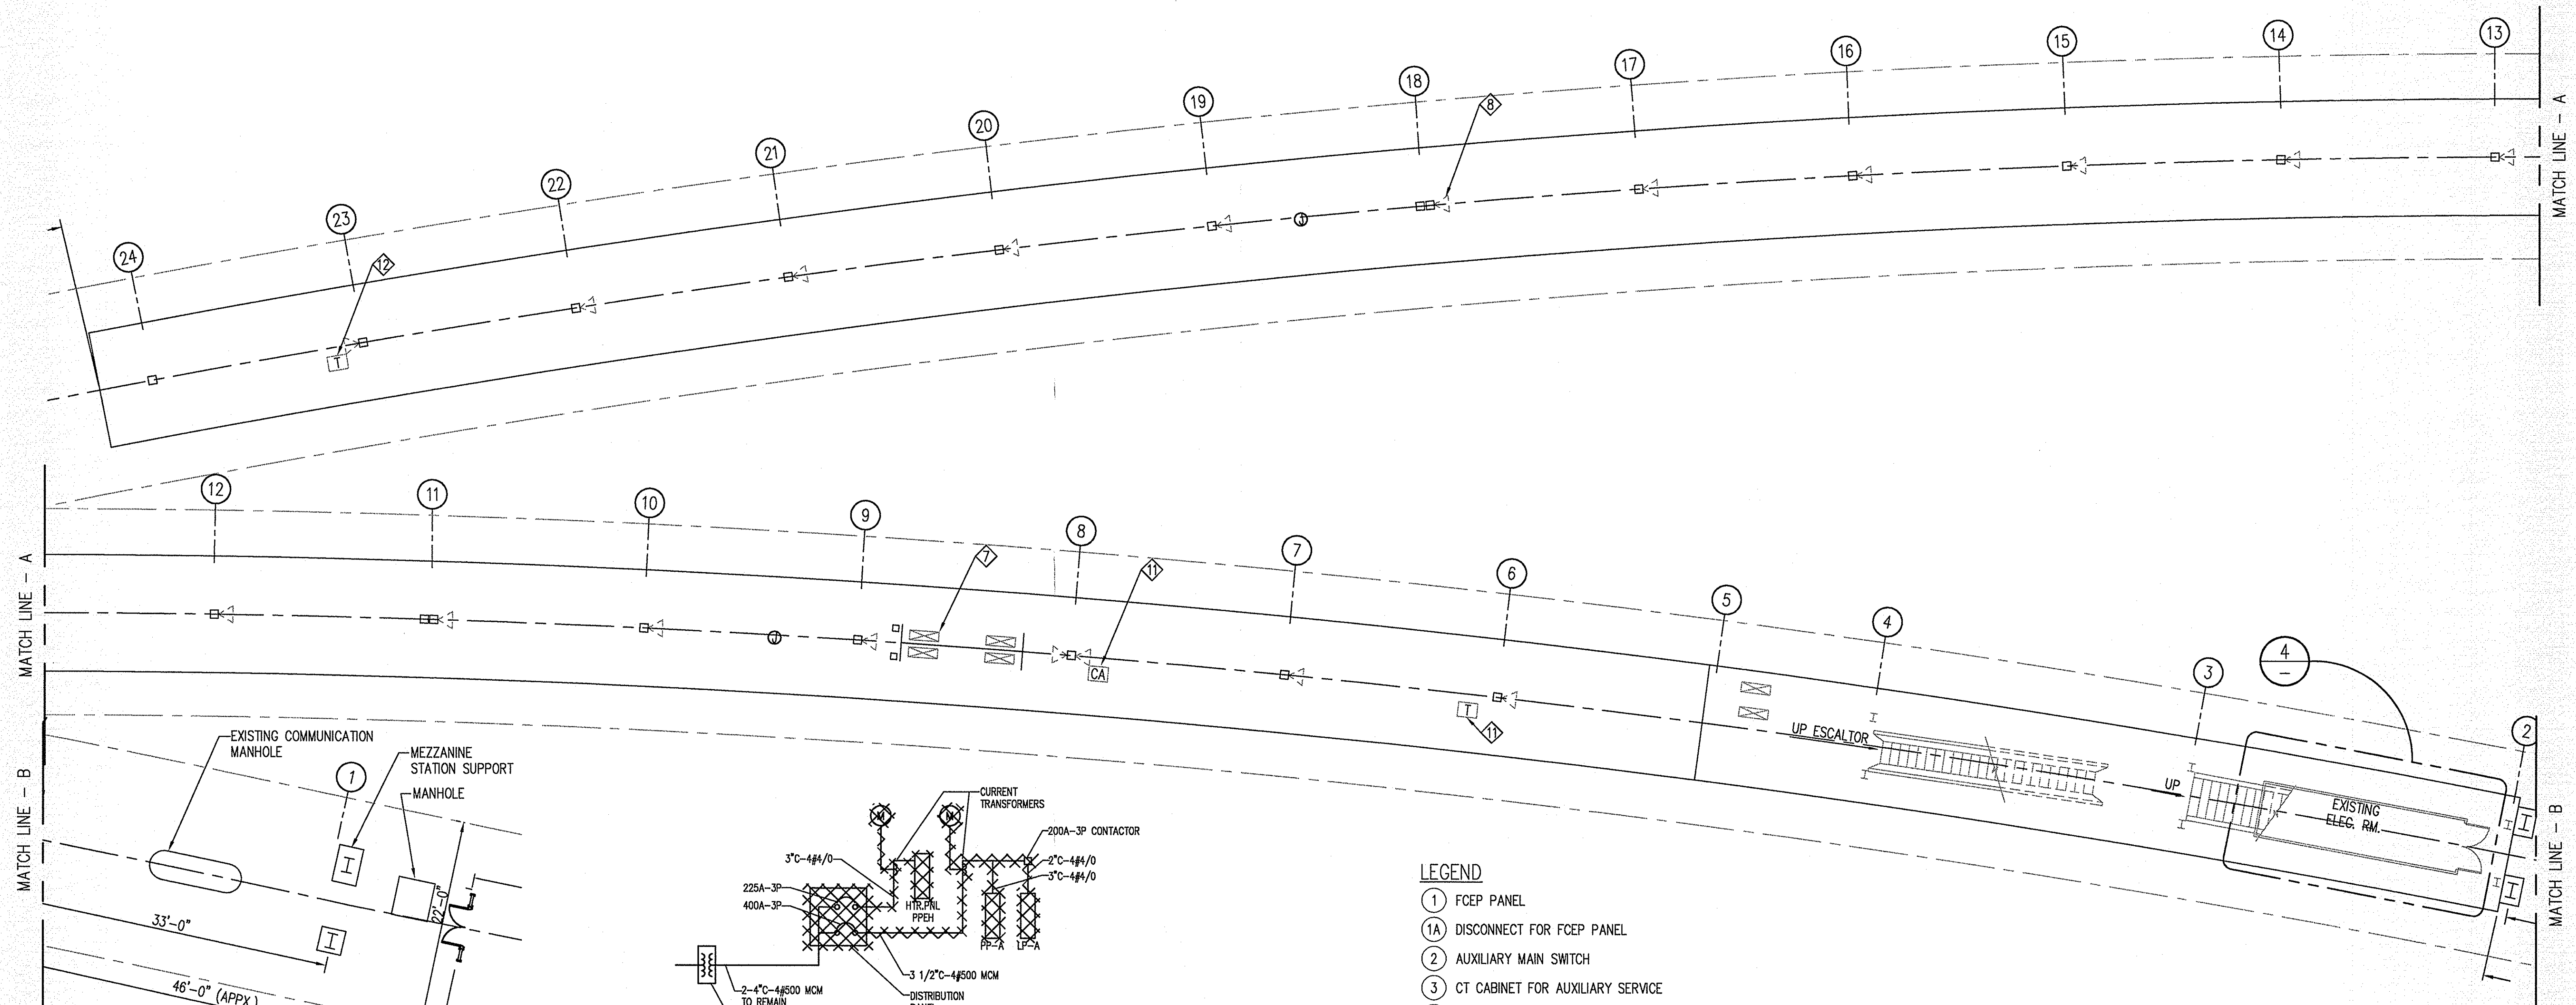 13
14
15
16
17
18
19
20
21
22
23
24
8
12
J
T
MATCH LINE - A
12
11
10
9
8
7
6
5
4
3
2
7
11
J
CA
T
11
4
-
MATCH LINE - A
UP ESCALTOR
UP
EXISTING
ELEC. RM.
MATCH LINE - B
MATCH LINE - B
EXISTING COMMUNICATION
MANHOLE
1
MEZZANINE
STATION SUPPORT
MANHOLE
22'-0"
33'-0"
46'-0" (APPX.)
CURRENT
TRANSFORMERS
M
M
200A-3P CONTACTOR
3"C-4#4/0
2"C-4#4/0
3"C-4#4/0
225A-3P
400A-3P
HTR.PNL
PPEH
PP-A
LP-A
3 1/2"C-4#500 MCM
2-4"C-4#500 MCM
TO REMAIN
DISTRIBUTION
LEGEND
1 FCEP PANEL
1A DISCONNECT FOR FCEP PANEL
2 AUXILIARY MAIN SWITCH
3 CT CABINET FOR AUXILIARY SERVICE